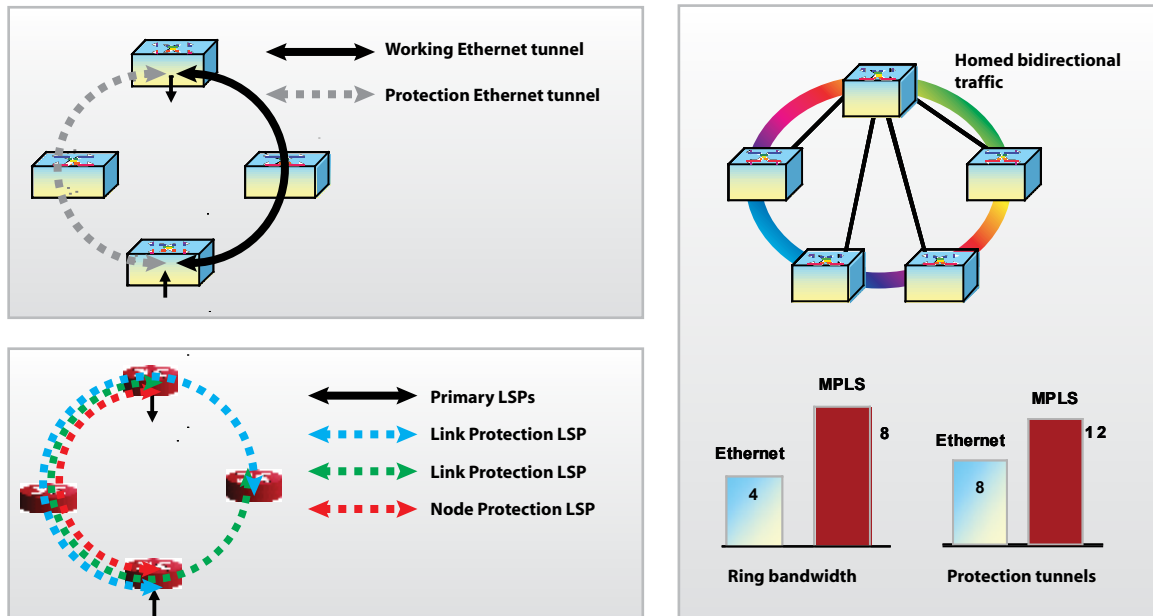 Working Ethernet tunnel
Protection Ethernet tunnel
Primary LSPs
Link Protection LSP
Link Protection LSP
Node Protection LSP
Homed bidirectional
traffic
MPLS
8
Ethernet
4
Ring bandwidth
MPLS
12
Ethernet
8
Protection tunnels